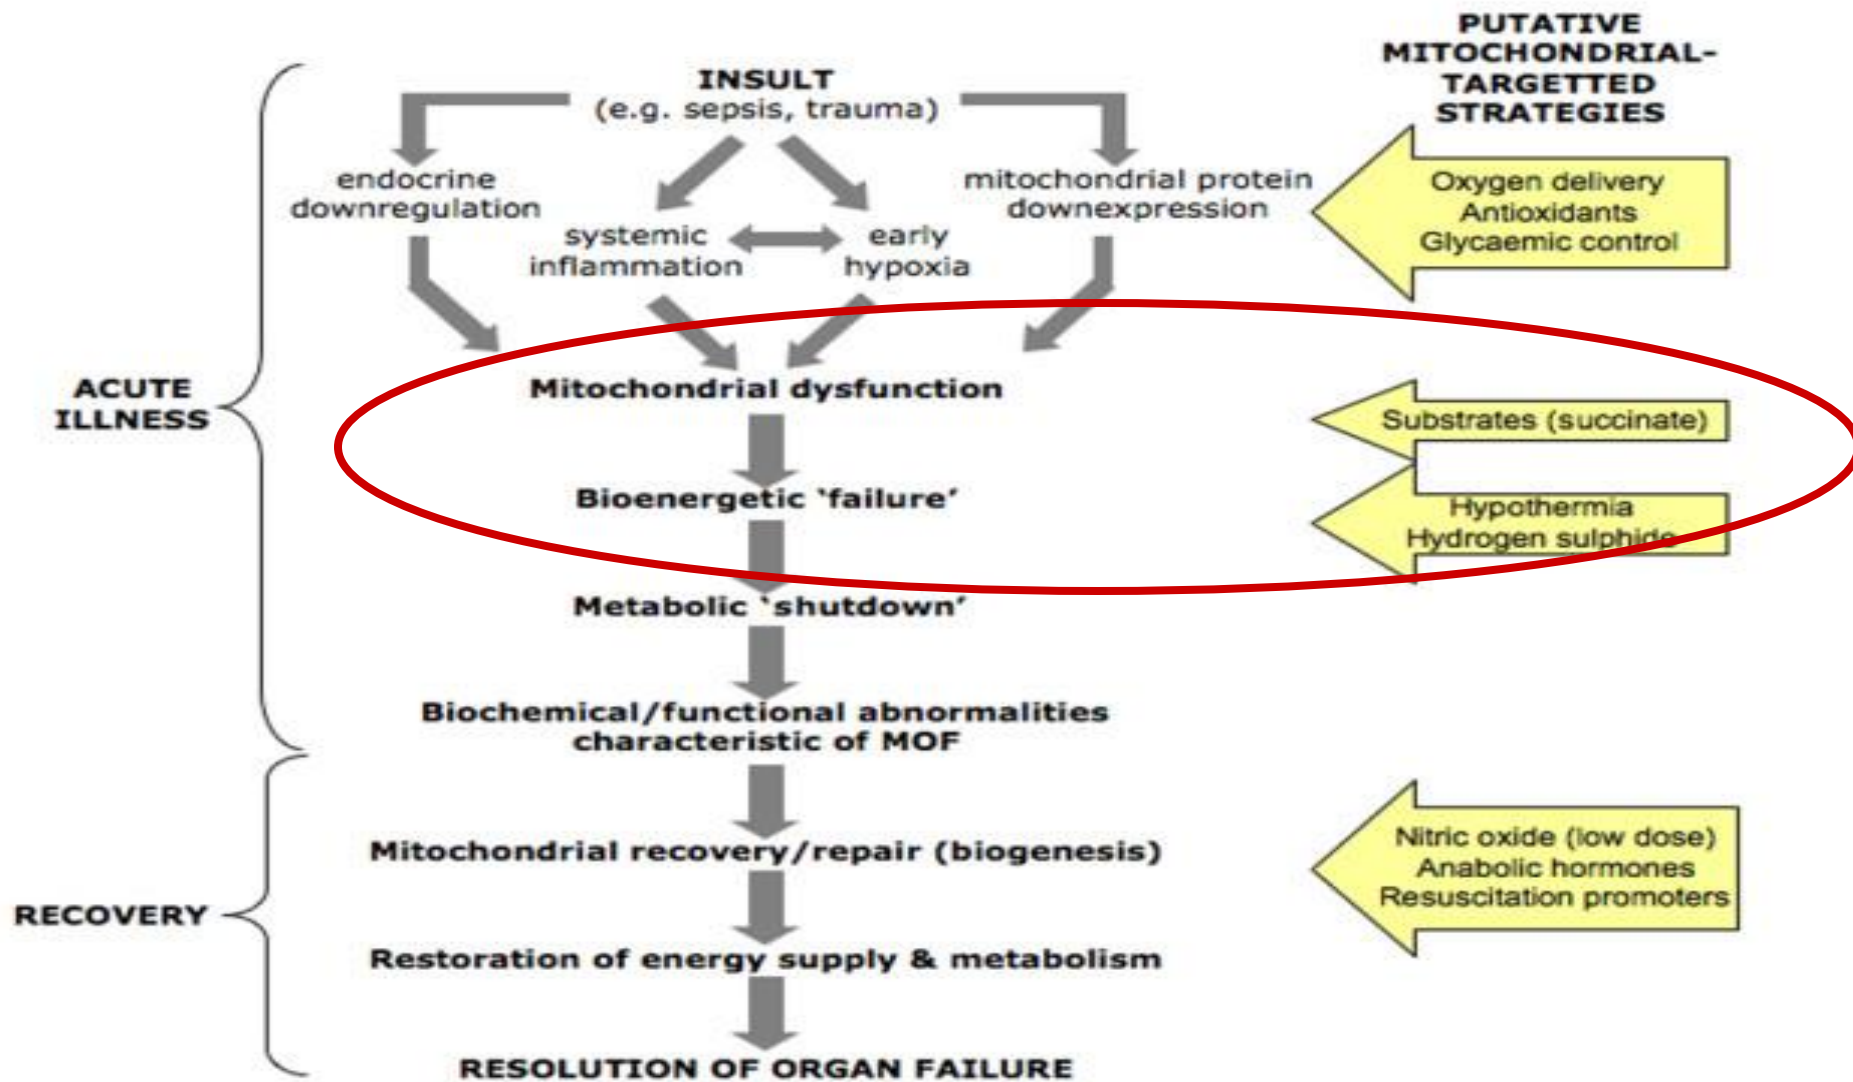 PUTATIVE
MITOCHONDRIAL-
TARGETTED
STRATEGIES
INSULT
(e.g. sepsis, trauma)
endocrine
downregulation
systemic
inflammation
early
hypoxia
mitochondrial protein
downexpression
Oxygen delivery
Antioxidants
Glycaemic control
ACUTE
ILLNESS
Mitochondrial dysfunction
Substrates (succinate)
Bioenergetic ‘failure’
Hypothermia
Hydrogen sulphide
Metabolic ‘shutdown’
Biochemical/functional abnormalities
characteristic of MOF
Mitochondrial recovery/repair (biogenesis)
Nitric oxide (low dose)
Anabolic hormones
Resuscitation promoters
RECOVERY
Restoration of energy supply & metabolism
RESOLUTION OF ORGAN FAILURE